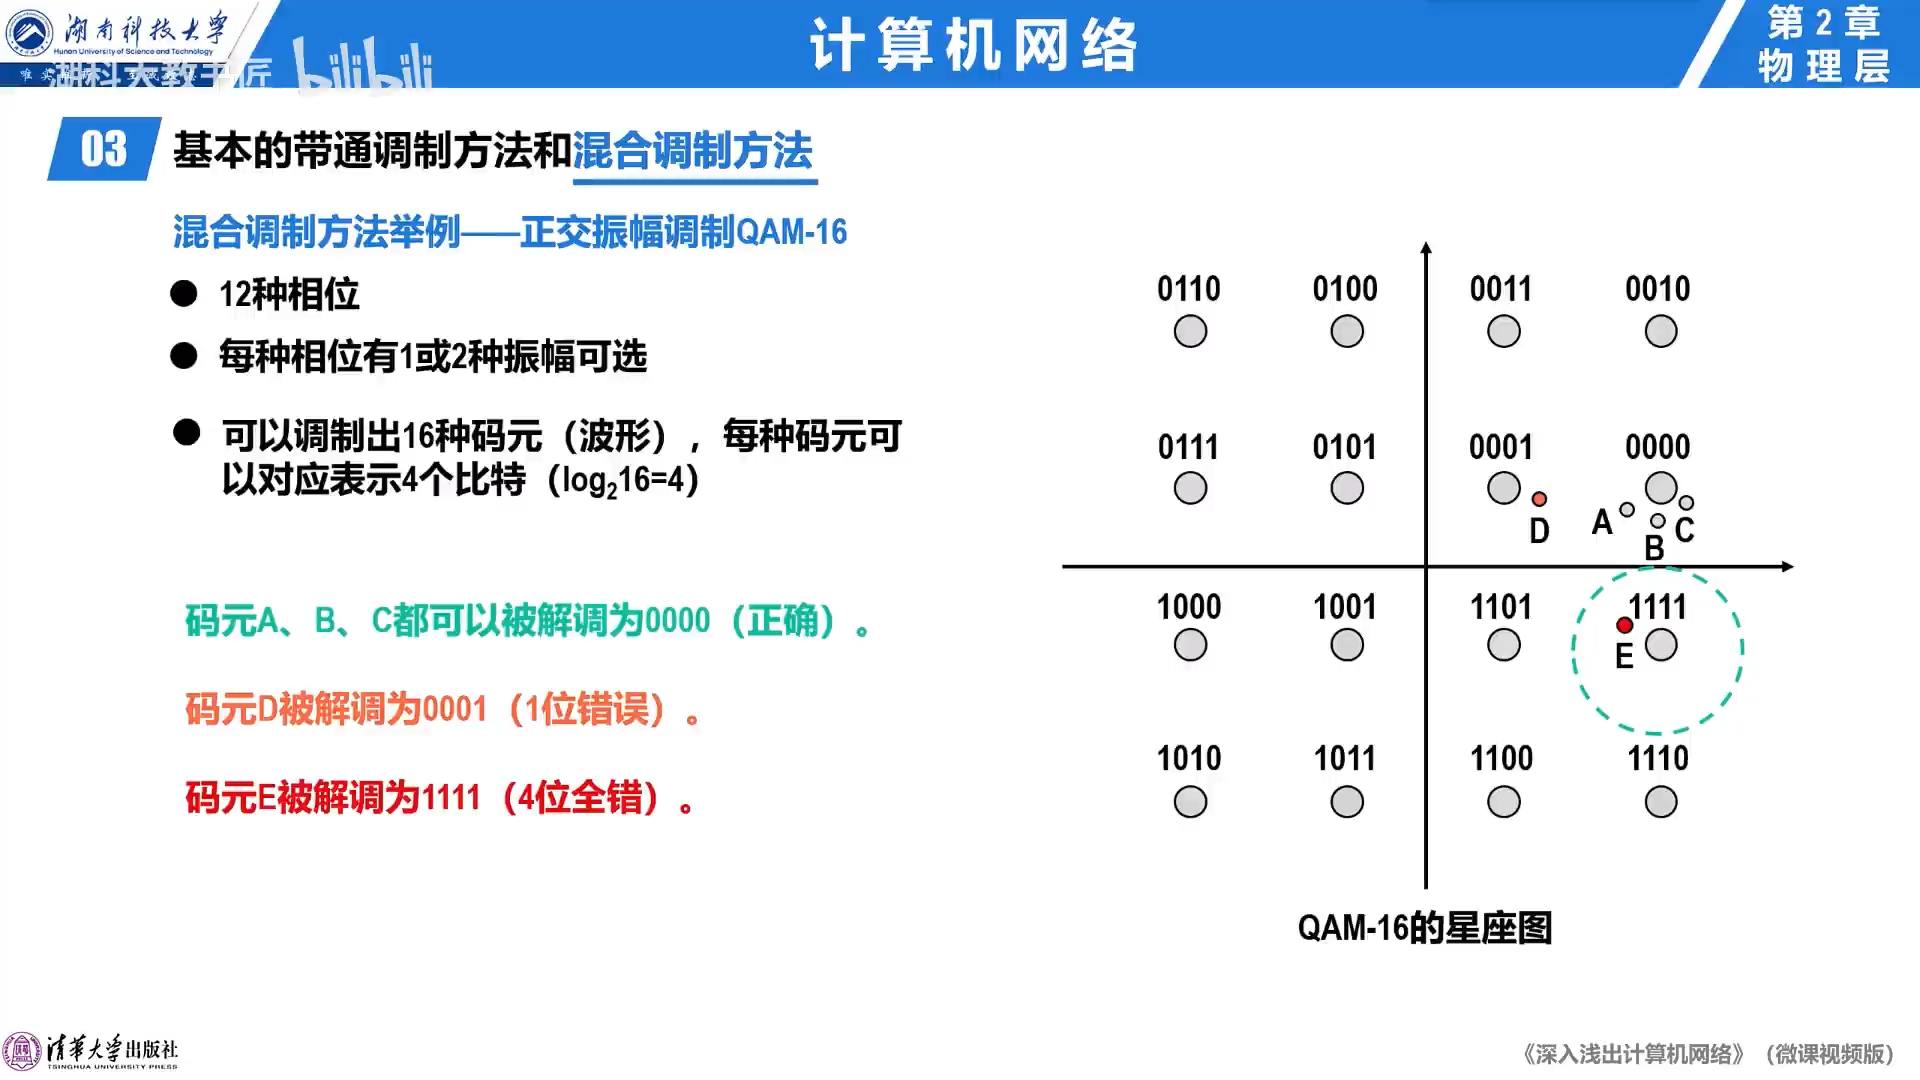 湖南科技大学
Hunan University of Science and Technology
湖科大教书匠 bilibili
计算机网络
第2章
物理层
03 基本的带通调制方法和混合调制方法
混合调制方法举例——正交振幅调制QAM-16
● 12种相位
● 每种相位有1或2种振幅可选
● 可以调制出16种码元（波形），每种码元可
以对应表示4个比特（log₂16=4）
码元A、B、C都可以被解调为0000（正确）。
码元D被解调为0001（1位错误）。
码元E被解调为1111（4位全错）。
0110 0100 0011 0010
0111 0101 0001 0000
D A B C
1000 1001 1101 1111
E
1010 1011 1100 1110
QAM-16的星座图
清华大学出版社
TSINGHUA UNIVERSITY PRESS
《深入浅出计算机网络》（微课视频版）